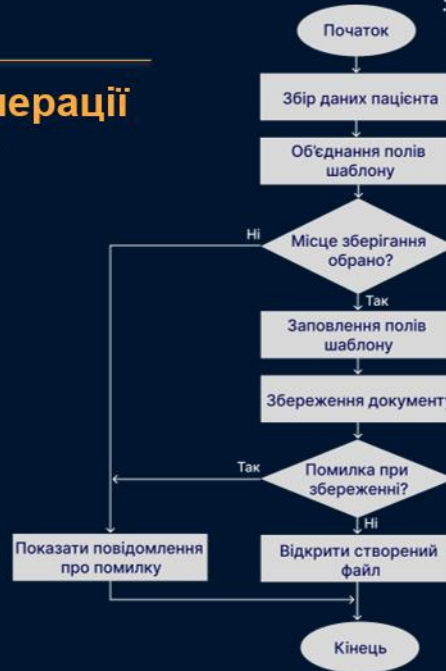 Початок
нерації
Збір даних пацієнта
Об'єднання полів
шаблону
Ні
Місце зберігання
обрано?
Так
Заповлення полів
шаблону
Збереження документу
Так
Помилка при
збереженні?
Ні
Показати повідомлення
про помилку
Відкрити створений
файл
Кінець